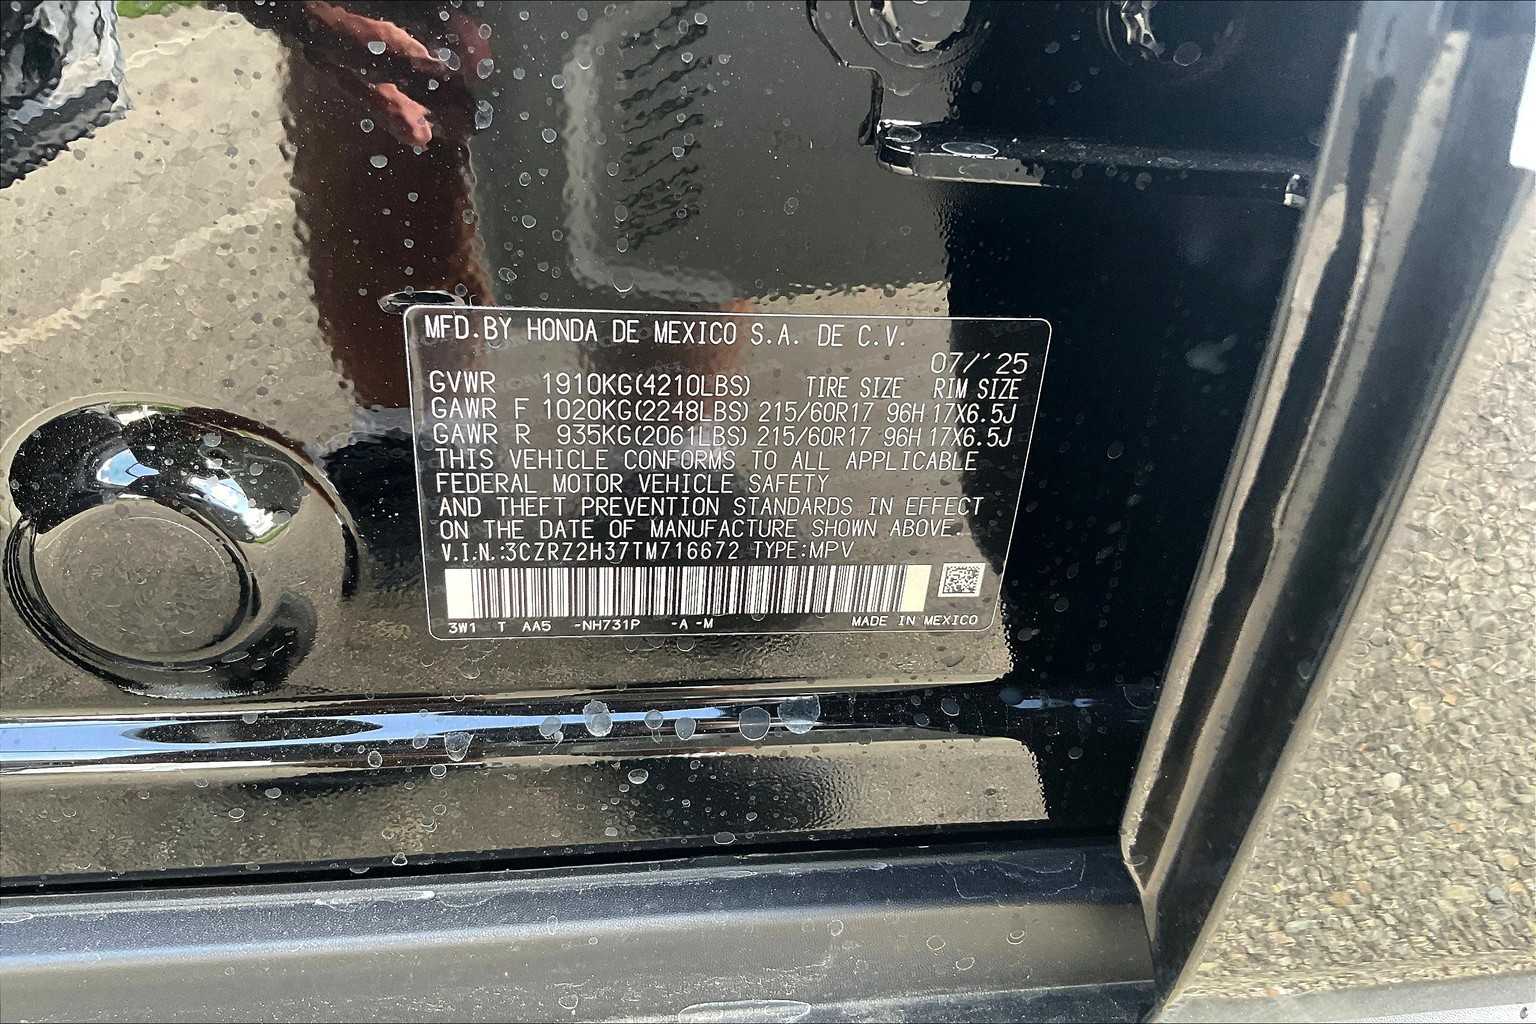 MFD.BY HONDA DE MEXICO S.A. DE C.V.
07/'25
GVWR 1910KG(4210LBS) TIRE SIZE RIM SIZE
GAWR F 1020KG(2248LBS) 215/60R17 96H 17X6.5J
GAWR R 935KG(2061LBS) 215/60R17 96H 17X6.5J
THIS VEHICLE CONFORMS TO ALL APPLICABLE
FEDERAL MOTOR VEHICLE SAFETY
AND THEFT PREVENTION STANDARDS IN EFFECT
ON THE DATE OF MANUFACTURE SHOWN ABOVE.
V.I.N.:3CZRZ2H37TM716672 TYPE:MPV
3W1 T AA5 -NH731P -A -M MADE IN MEXICO